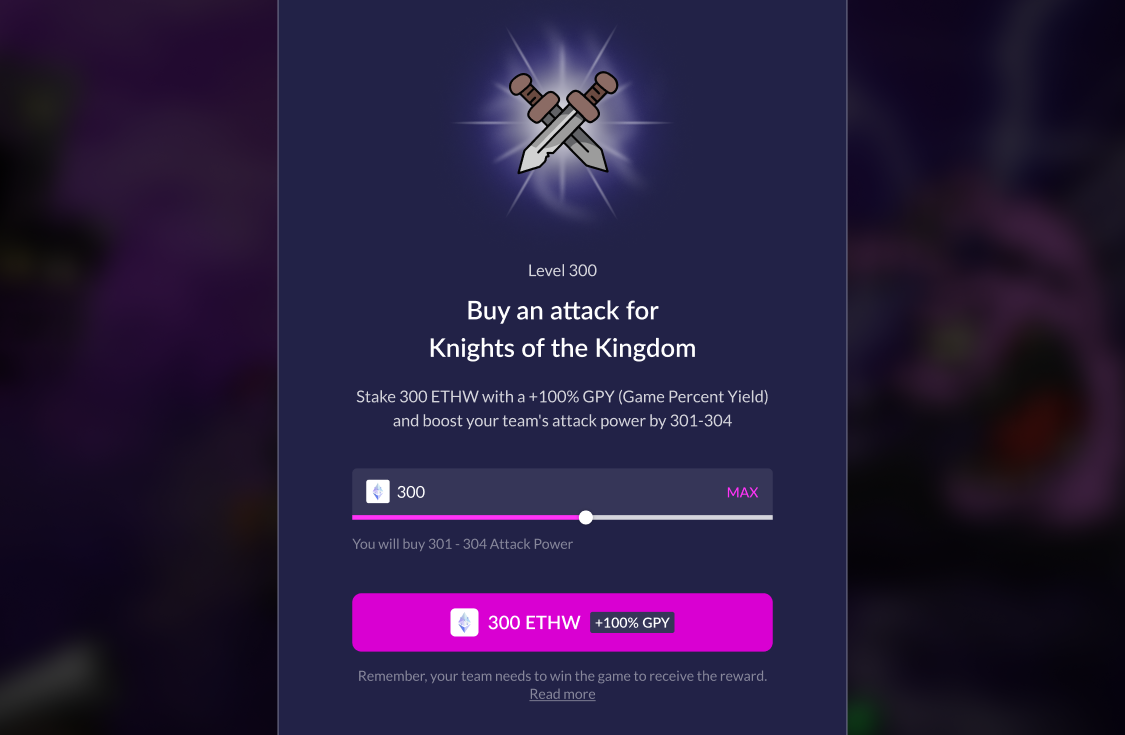 Level 300
Buy an attack for
Knights of the Kingdom
Stake 300 ETHW with a +100% GPY (Game Percent Yield)
and boost your team's attack power by 301-304
300 MAX
You will buy 301 - 304 Attack Power
300 ETHW +100% GPY
Remember, your team needs to win the game to receive the reward.
Read more